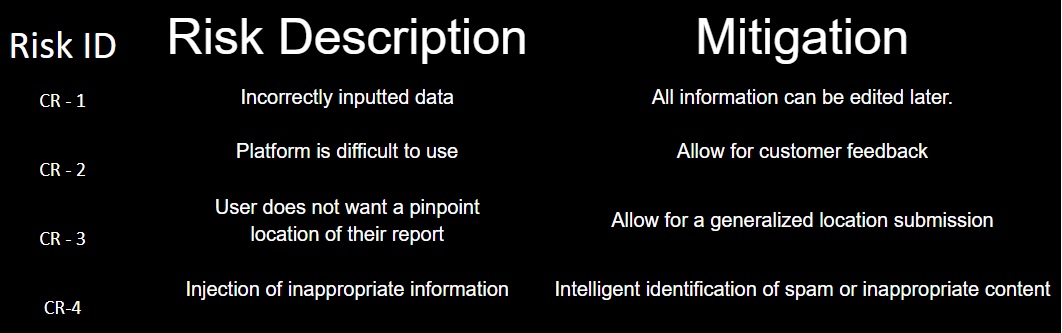 Risk ID Risk Description Mitigation
CR - 1 Incorrectly inputted data All information can be edited later.
CR - 2 Platform is difficult to use Allow for customer feedback
CR - 3 User does not want a pinpoint
location of their report Allow for a generalized location submission
CR-4 Injection of inappropriate information Intelligent identification of spam or inappropriate content